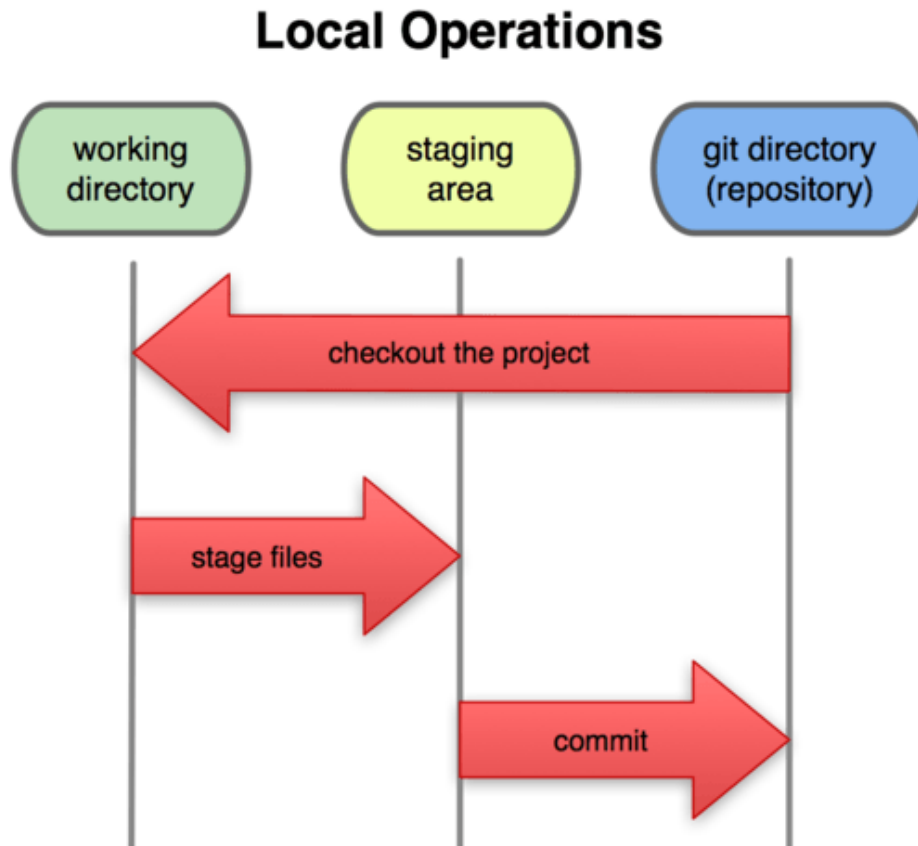 Local Operations
working
directory
staging
area
git directory
(repository)
checkout the project
stage files
commit